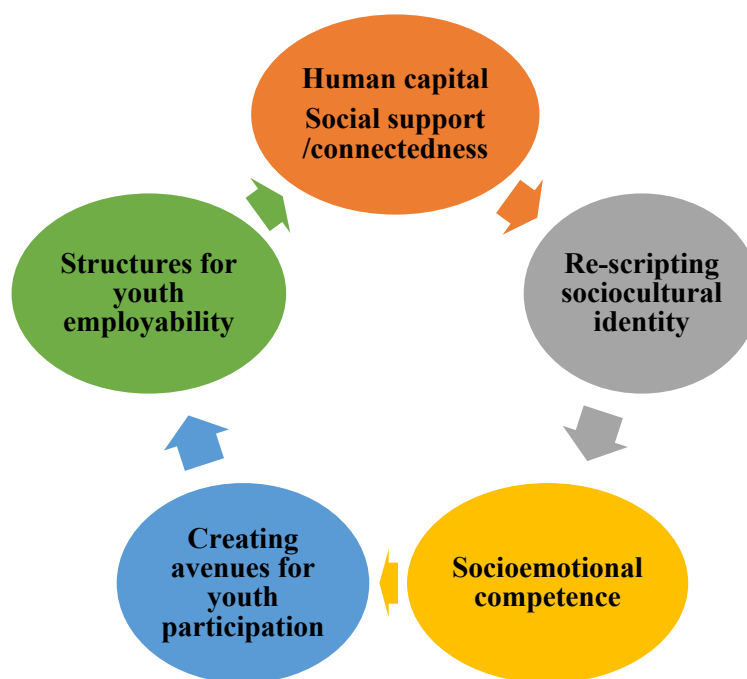 Human capital
Social support
/connectedness
Structures for
youth
employability
Re-scripting
sociocultural
identity
Creating
avenues for
youth
participation
Socioemotional
competence